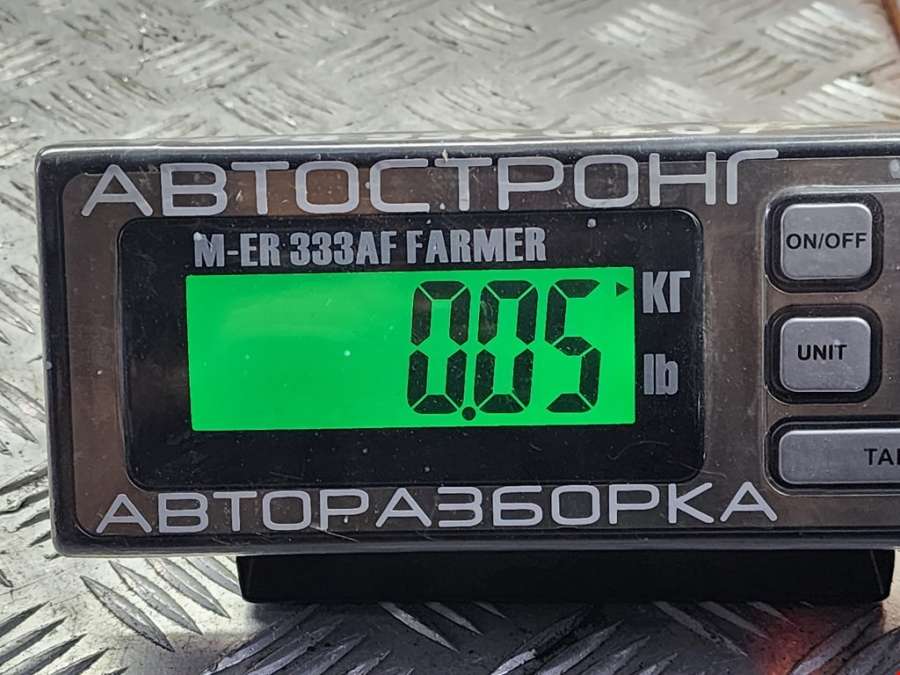 АВТОСТРОНГ
M-ER 333AF FARMER
0.05
КГ
lb
ON/OFF
UNIT
АВТОРАЗБОРКА